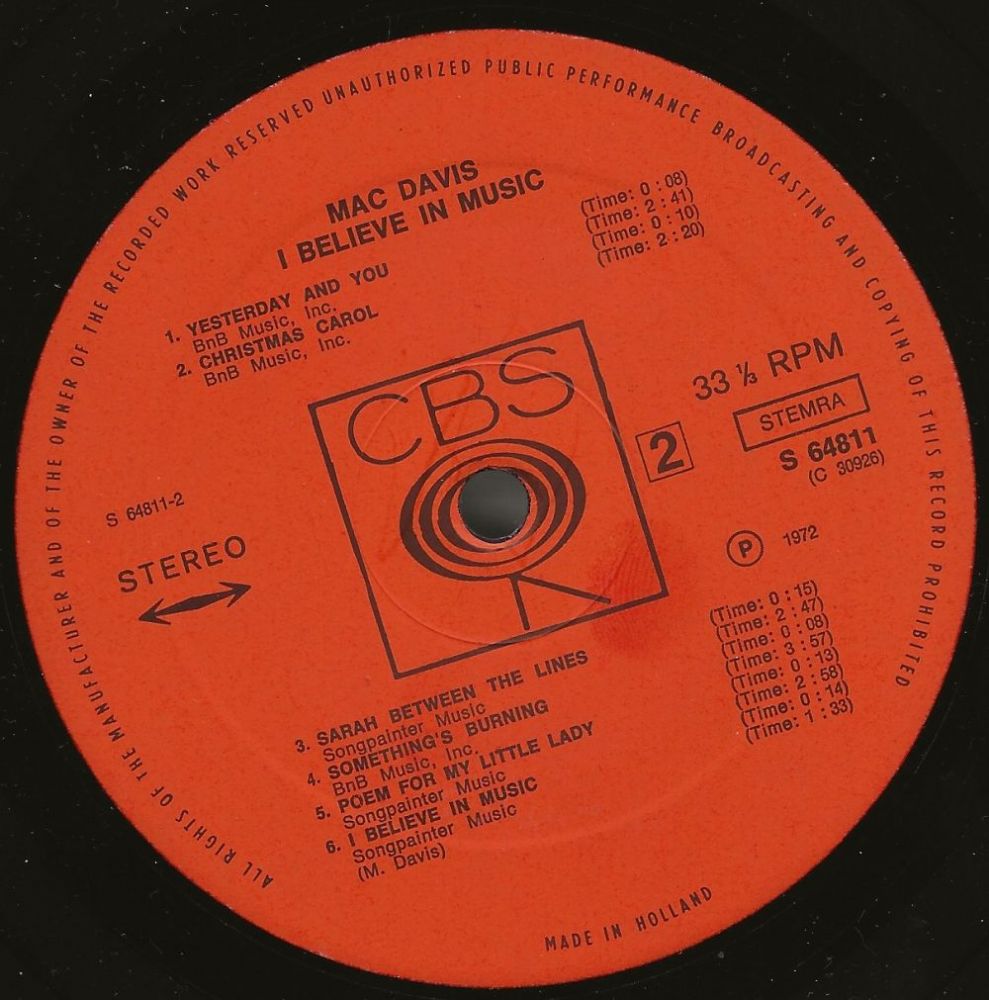 ALL RIGHTS OF THE MANUFACTURER AND OF THE OWNER OF THE RECORDED WORK RESERVED UNAUTHORIZED PUBLIC PERFORMANCE BROADCASTING AND COPYING OF THIS RECORD PROHIBITED
MAC DAVIS
I BELIEVE IN MUSIC
(Time: 0 : 08)
(Time: 2 : 41)
(Time: 0 : 10)
(Time: 2 : 20)
1. YESTERDAY AND YOU
BnB Music, Inc.
2. CHRISTMAS CAROL
BnB Music, Inc.
CBS
33 ⅓ RPM
STEMRA
2
S 64811
(C 30926)
S 64811-2
STEREO
P 1972
(Time: 0 : 15)
(Time: 2 : 47)
(Time: 0 : 08)
(Time: 3 : 57)
(Time: 0 : 13)
(Time: 2 : 58)
(Time: 0 : 14)
(Time: 1 : 33)
3. SARAH BETWEEN THE LINES
Songpainter Music
4. SOMETHING'S BURNING
BnB Music, Inc.
5. POEM FOR MY LITTLE LADY
Songpainter Music
6. I BELIEVE IN MUSIC
Songpainter Music
(M. Davis)
MADE IN HOLLAND